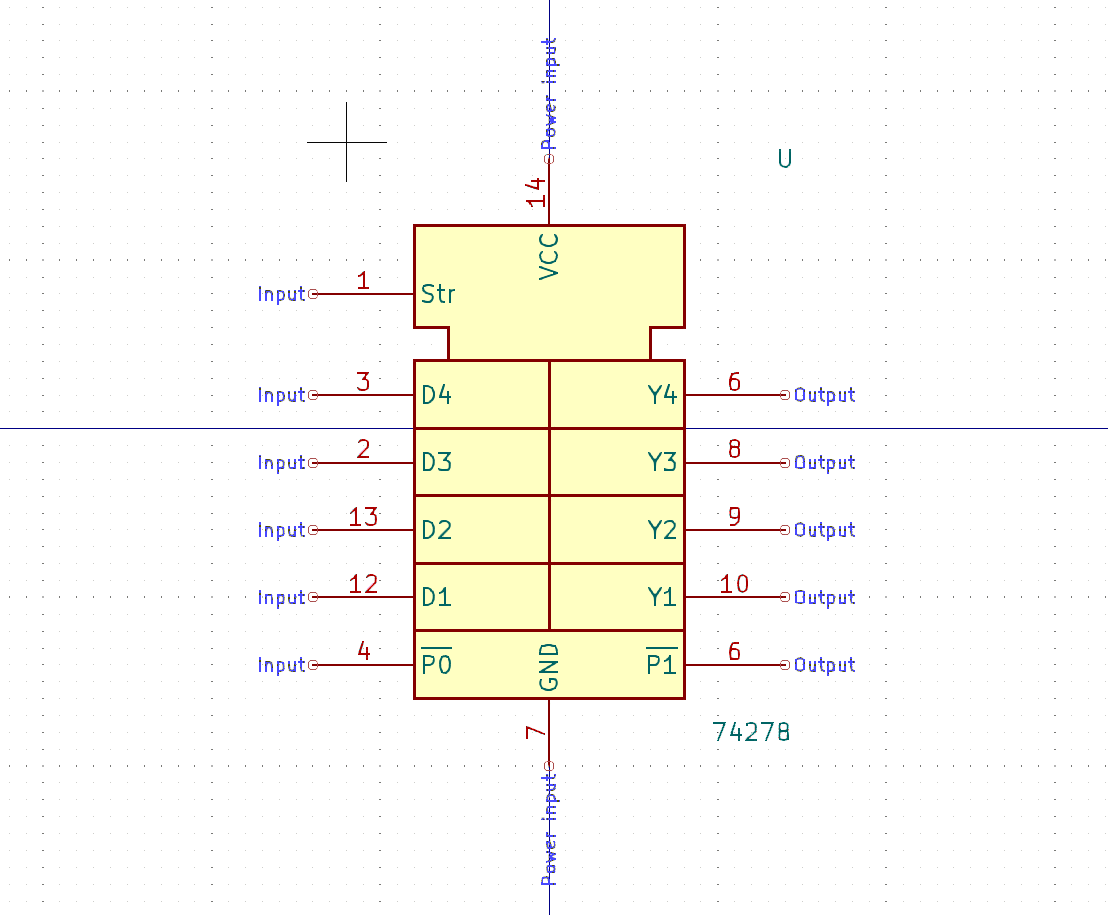 Power input
14
U
VCC
Input 1 Str
Input 3 D4 Y4 6 Output
Input 2 D3 Y3 8 Output
Input 13 D2 Y2 9 Output
Input 12 D1 Y1 10 Output
Input 4 P0 P1 6 Output
GND
7
74278
Power input